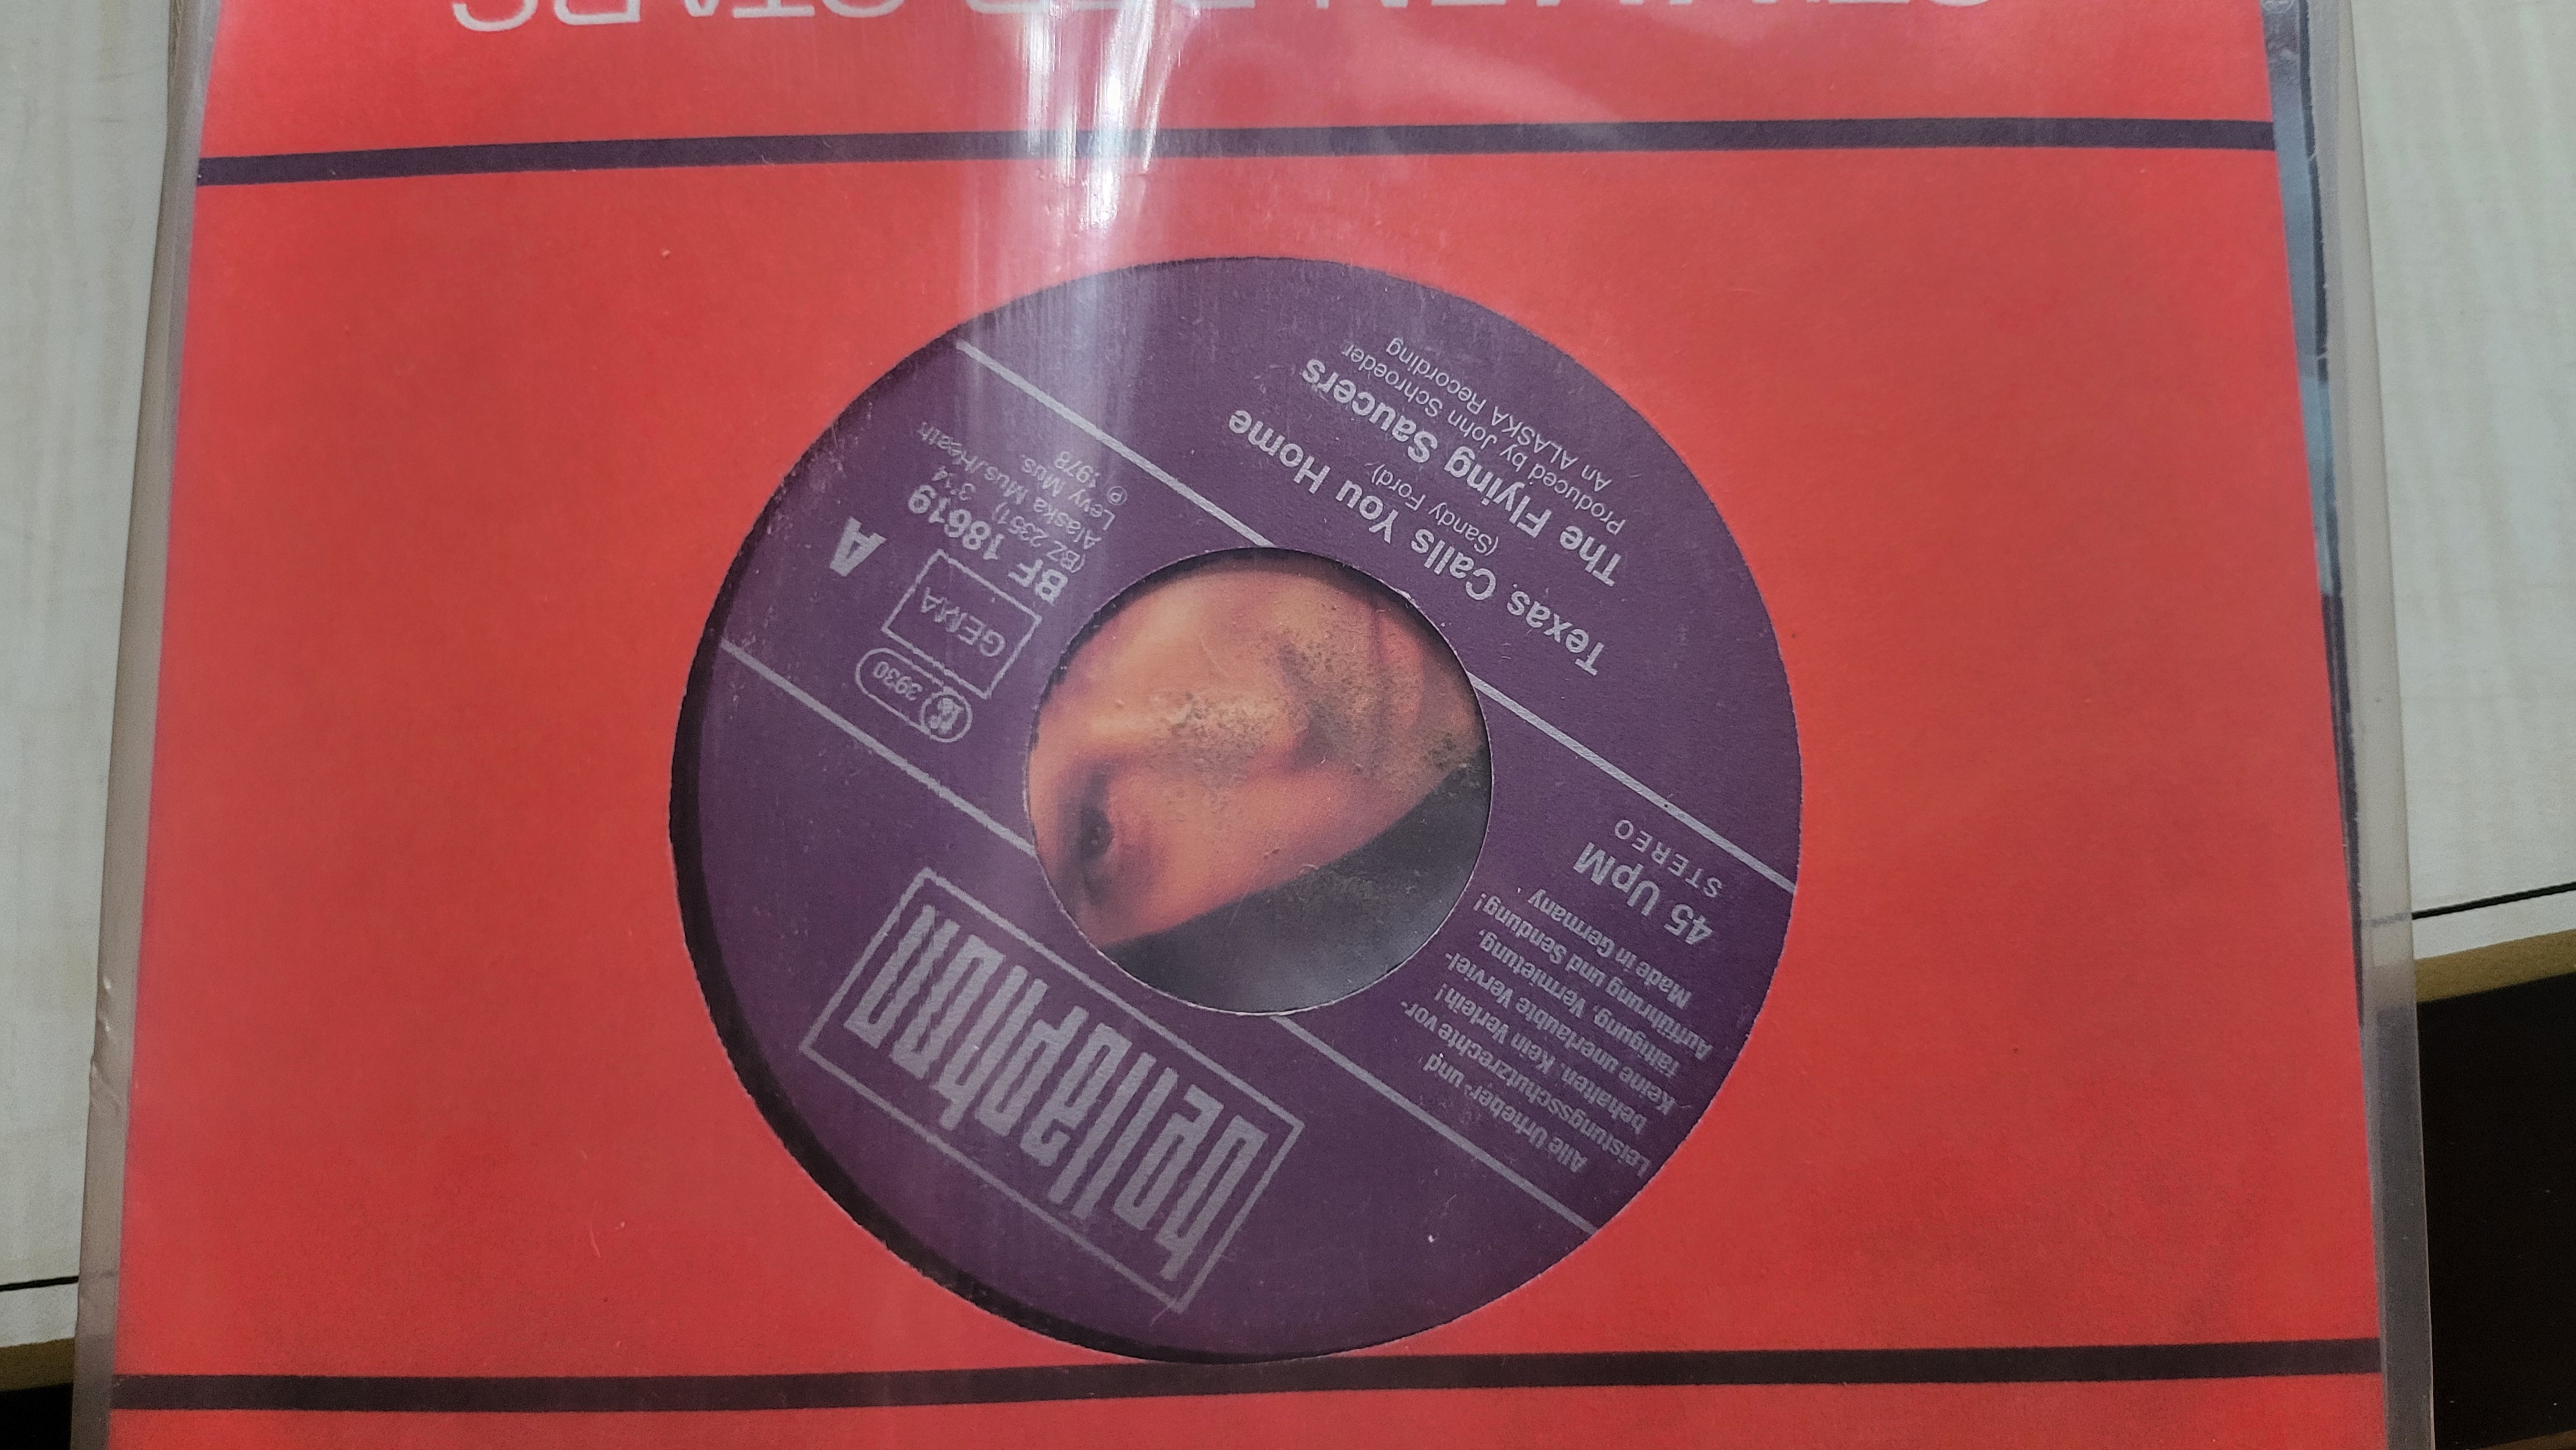 bellaphon
Alle Urheber- und
Leistungsschutzrechte vor-
behalten. Kein Verleih!
Keine unerlaubte Verviel-
fältigung, Vermietung,
Aufführung und Sendung!
Made in Germany
45 UpM
STEREO
LC 3930
GEMA
A
BF 18619
(BZ 2351)
3'14
Alaska Mus./Heath
Levy Mus.
℗ 1978
Texas Calls You Home
(Sandy Ford)
The Flying Saucers
Produced by John Schroeder
An ALASKA Recording